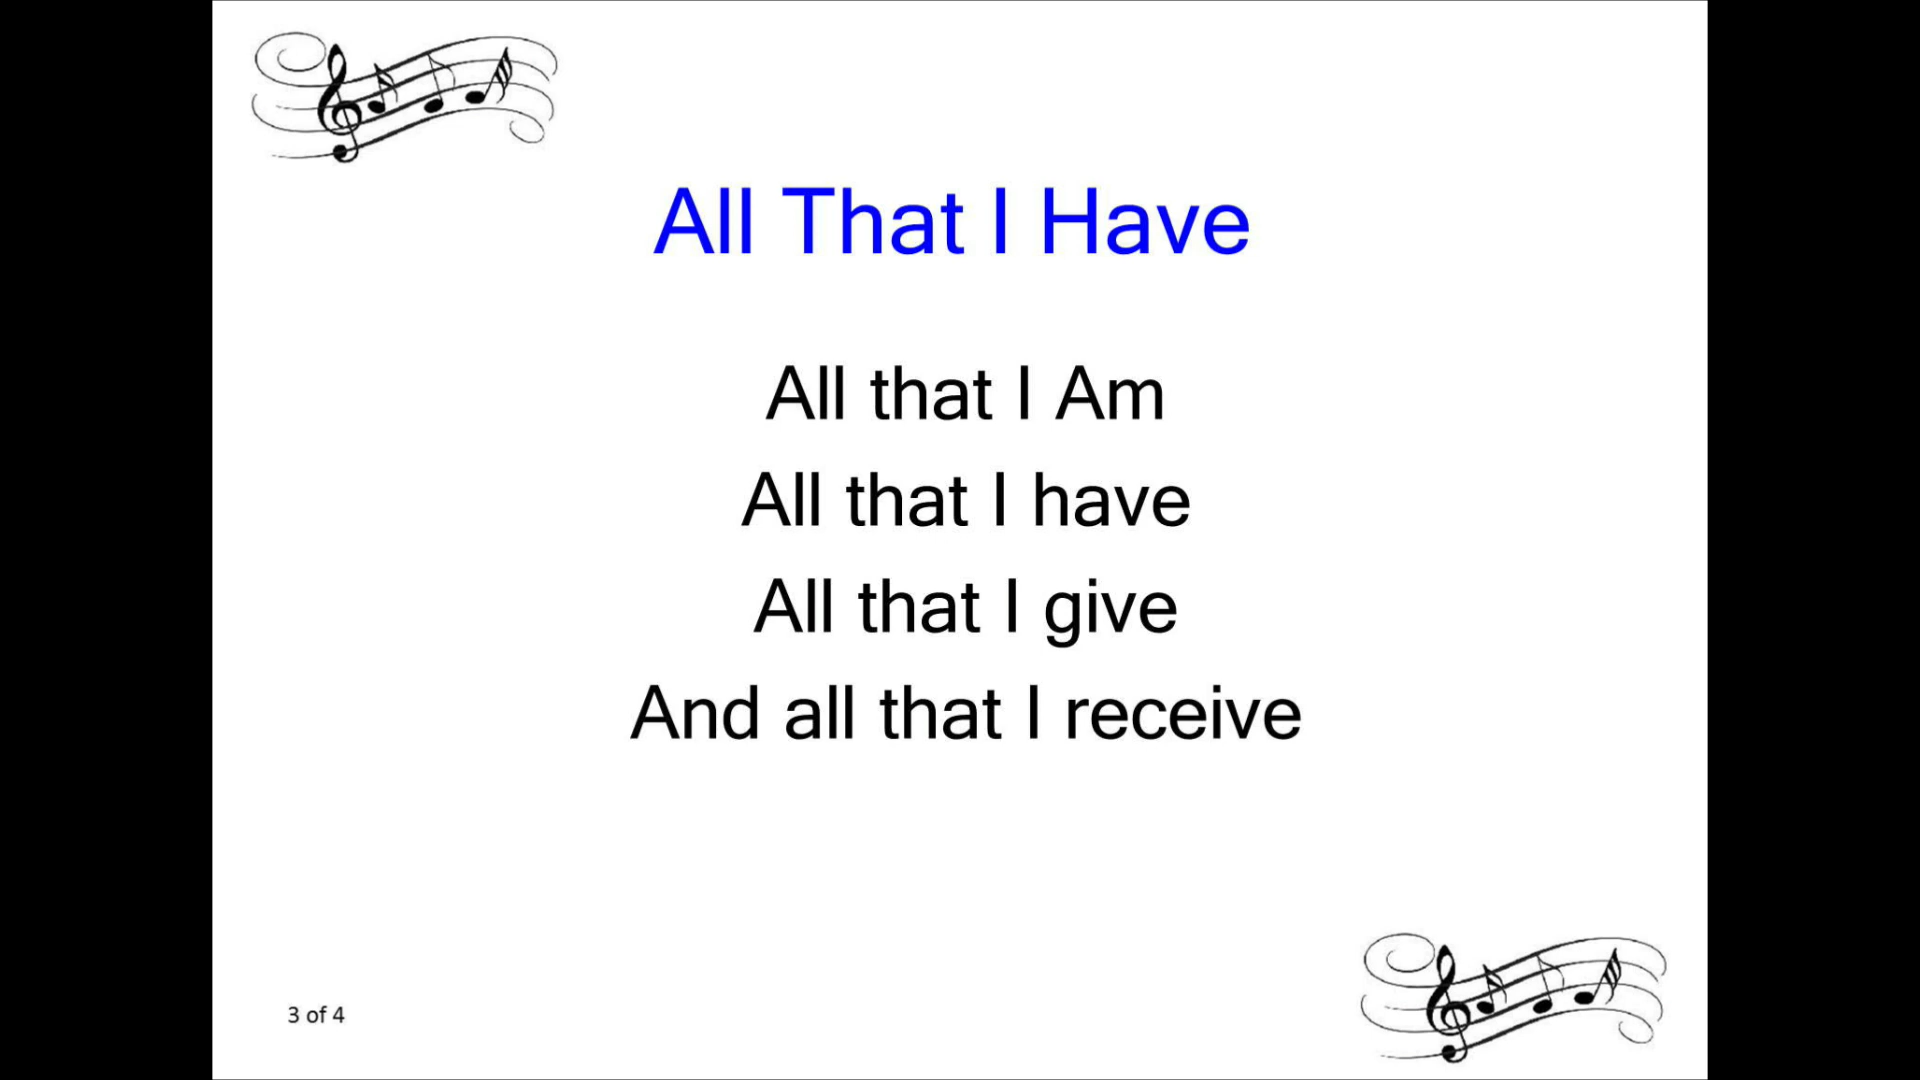 All That I Have
All that I Am
All that I have
All that I give
And all that I receive
3 of 4